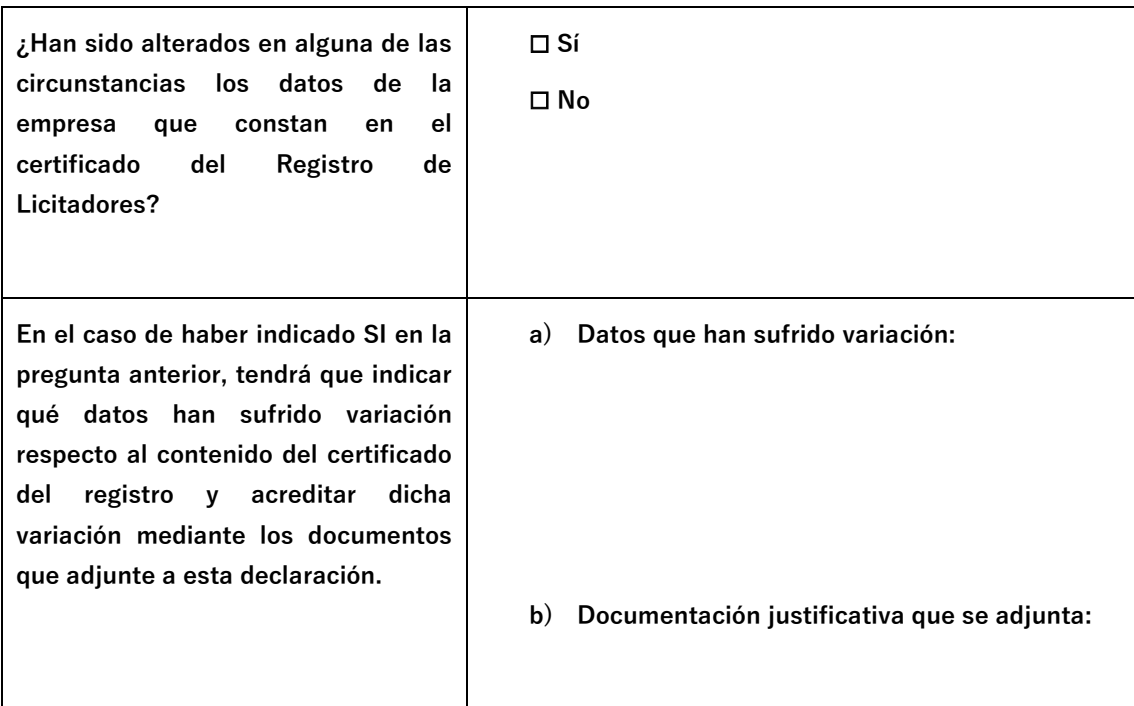 ¿Han sido alterados en alguna de las
circunstancias los datos de la
empresa que constan en el
certificado del Registro de
Licitadores?
☐ Sí
☐ No
En el caso de haber indicado SI en la
pregunta anterior, tendrá que indicar
qué datos han sufrido variación
respecto al contenido del certificado
del registro y acreditar dicha
variación mediante los documentos
que adjunte a esta declaración.
a) Datos que han sufrido variación:
b) Documentación justificativa que se adjunta: